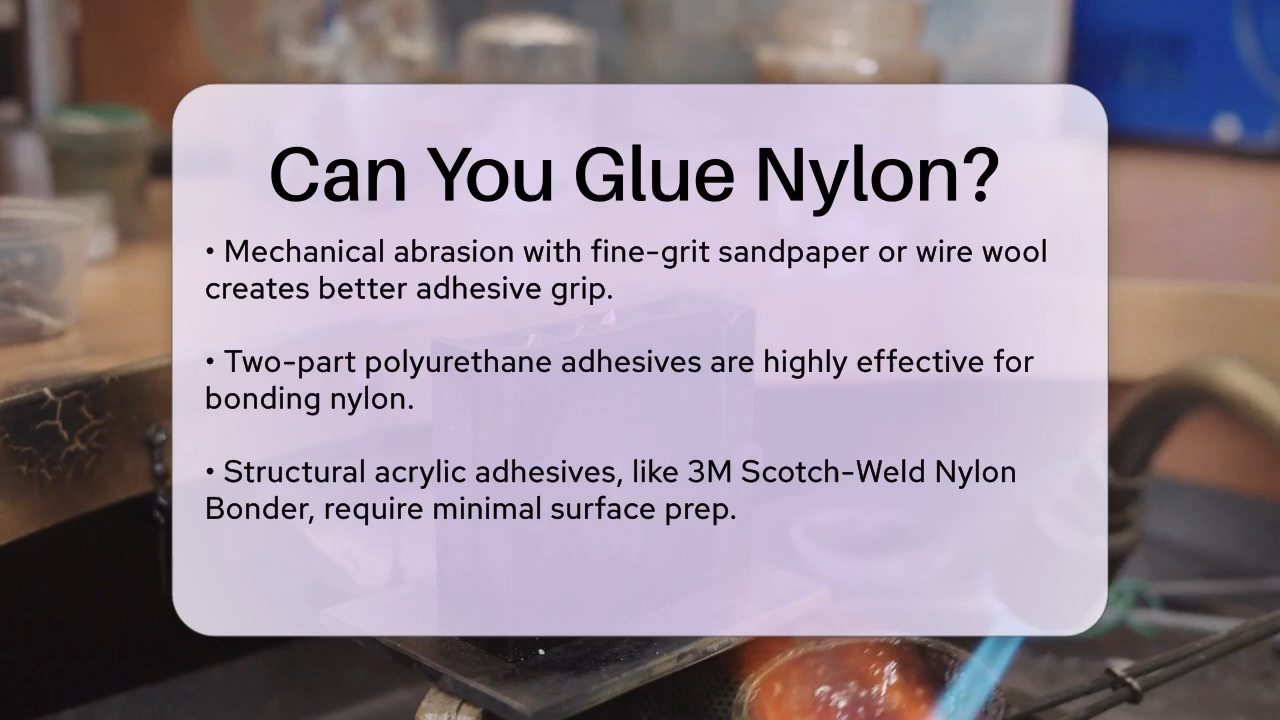 Can You Glue Nylon?
• Mechanical abrasion with fine-grit sandpaper or wire wool
creates better adhesive grip.
• Two-part polyurethane adhesives are highly effective for
bonding nylon.
• Structural acrylic adhesives, like 3M Scotch-Weld Nylon
Bonder, require minimal surface prep.